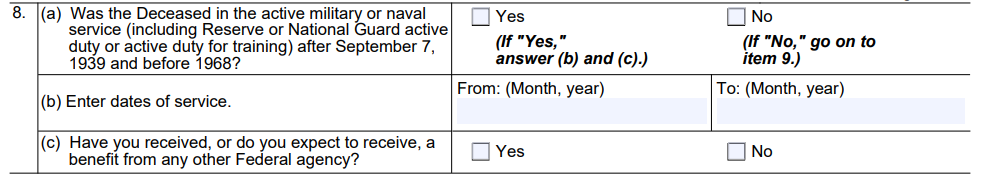 8. (a) Was the Deceased in the active military or naval
service (including Reserve or National Guard active
duty or active duty for training) after September 7,
1939 and before 1968?
Yes
(If "Yes,"
answer (b) and (c).)
No
(If "No," go on to
item 9.)
(b) Enter dates of service.
From: (Month, year)
To: (Month, year)
(c) Have you received, or do you expect to receive, a
benefit from any other Federal agency?
Yes
No